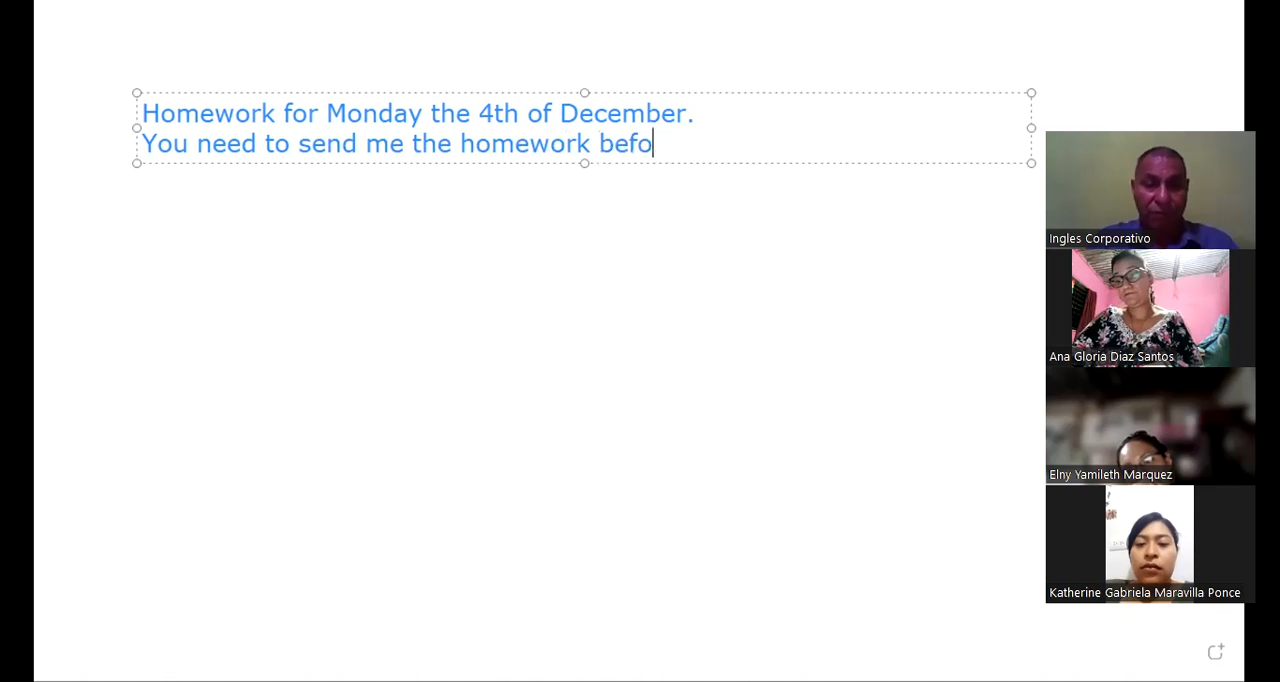 Homework for Monday the 4th of December.
You need to send me the homework befo
Ingles Corporativo
Ana Gloria Diaz Santos
Elny Yamileth Marquez
Katherine Gabriela Maravilla Ponce